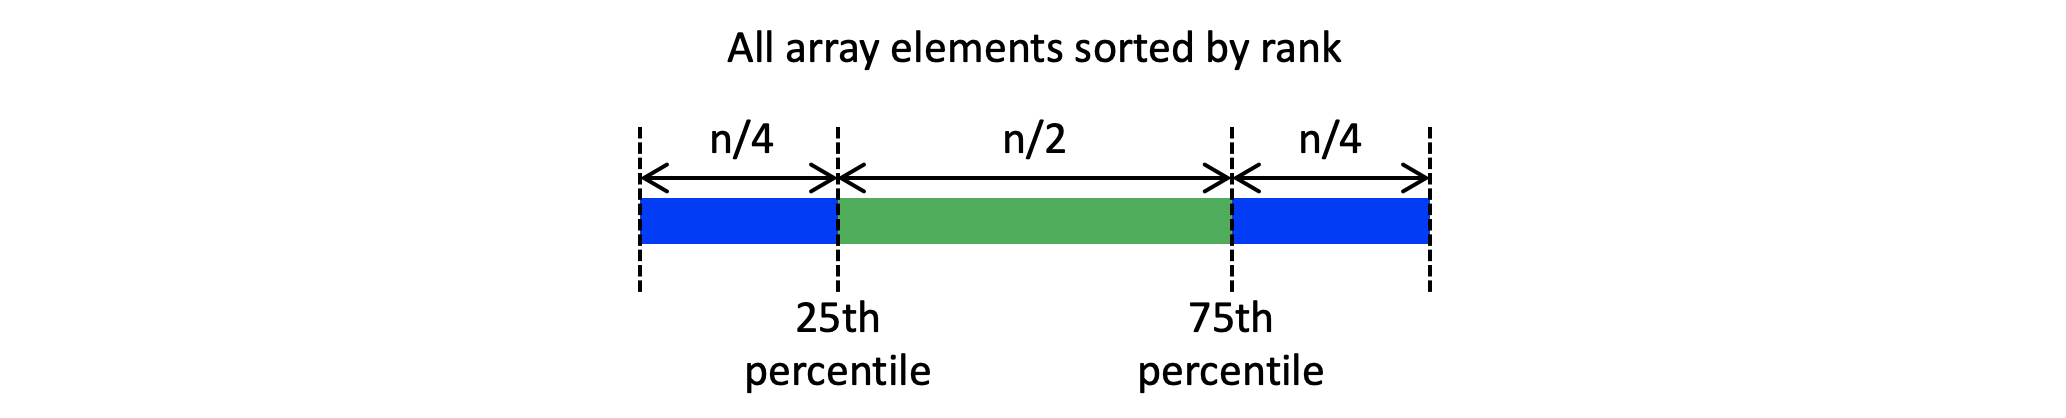 All array elements sorted by rank
n/4 n/2 n/4
25th 75th
percentile percentile